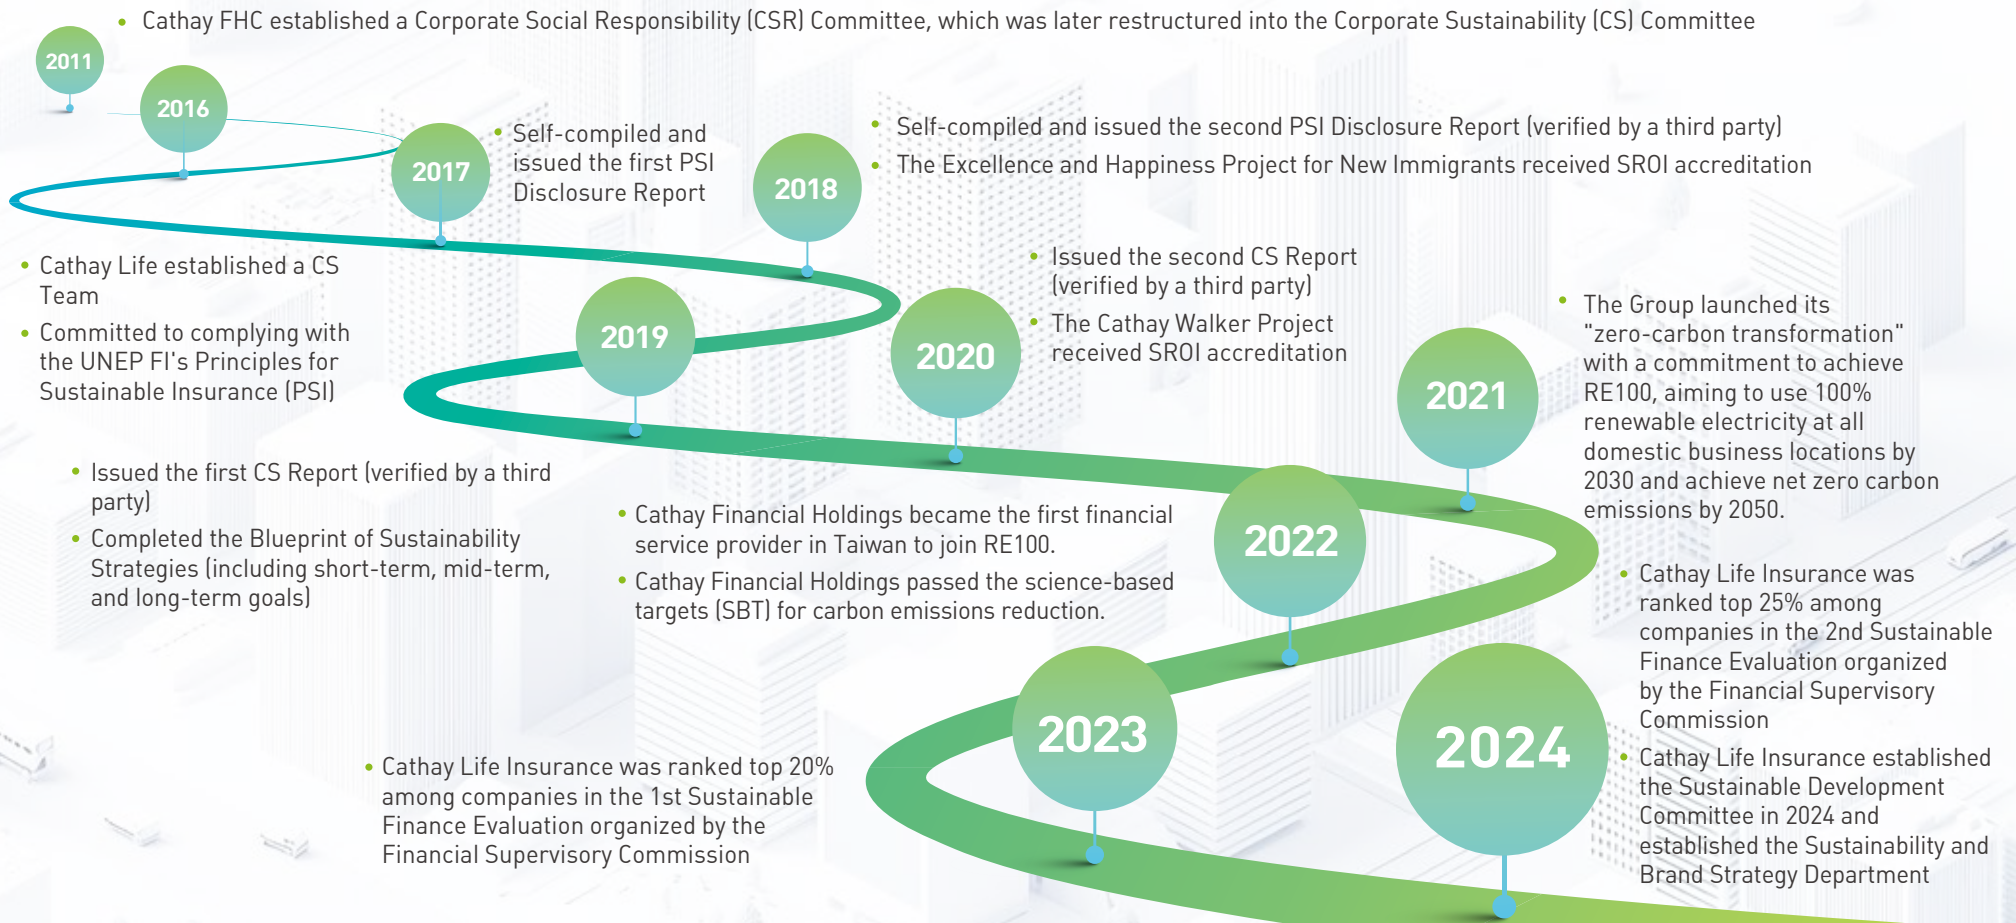 • Cathay FHC established a Corporate Social Responsibility (CSR) Committee, which was later restructured into the Corporate Sustainability (CS) Committee
2011
2016
• Cathay Life established a CS
Team
• Committed to complying with
the UNEP FI's Principles for
Sustainable Insurance (PSI)
2017
• Self-compiled and
issued the first PSI
Disclosure Report
2018
• Self-compiled and issued the second PSI Disclosure Report (verified by a third party)
• The Excellence and Happiness Project for New Immigrants received SROI accreditation
2019
• Issued the first CS Report (verified by a third
party)
• Completed the Blueprint of Sustainability
Strategies (including short-term, mid-term,
and long-term goals)
2020
• Issued the second CS Report
(verified by a third party)
• The Cathay Walker Project
received SROI accreditation
2021
• The Group launched its
"zero-carbon transformation"
with a commitment to achieve
RE100, aiming to use 100%
renewable electricity at all
domestic business locations by
2030 and achieve net zero carbon
emissions by 2050.
2022
• Cathay Financial Holdings became the first financial
service provider in Taiwan to join RE100.
• Cathay Financial Holdings passed the science-based
targets (SBT) for carbon emissions reduction.
2023
• Cathay Life Insurance was ranked top 20%
among companies in the 1st Sustainable
Finance Evaluation organized by the
Financial Supervisory Commission
2024
• Cathay Life Insurance was
ranked top 25% among
companies in the 2nd Sustainable
Finance Evaluation organized
by the Financial Supervisory
Commission
• Cathay Life Insurance established
the Sustainable Development
Committee in 2024 and
established the Sustainability and
Brand Strategy Department